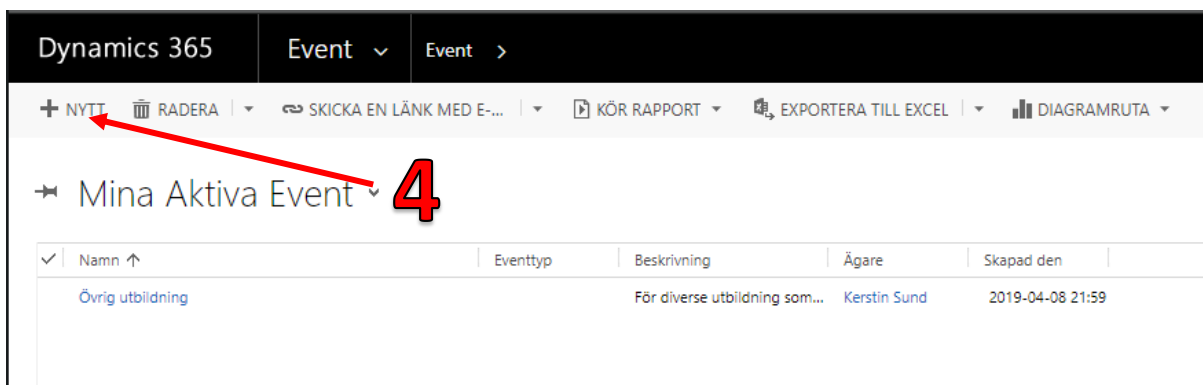 Dynamics 365 Event Event
NYTT RADERA SKICKA EN LÄNK MED E-... KÖR RAPPORT EXPORTERA TILL EXCEL DIAGRAMRUTA
Mina Aktiva Event 4
Namn Eventtyp Beskrivning Ägare Skapad den
Övrig utbildning För diverse utbildning som... Kerstin Sund 2019-04-08 21:59